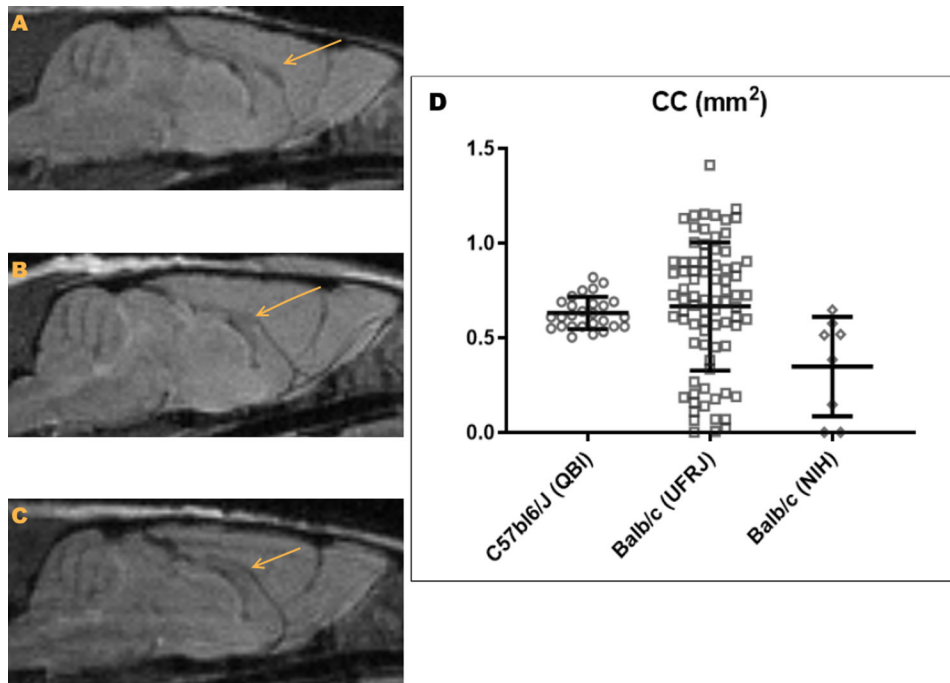 A
B
C
D
CC (mm²)
1.5
1.0
0.5
0.0
C57bl6/J (QBI)
Balb/c (UFRJ)
Balb/c (NIH)